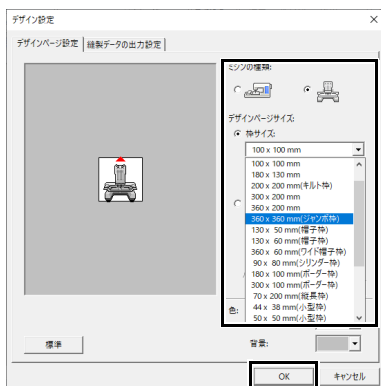 デザイン設定
デザインページ設定
縫製データの出力設定
ミシンの種類:
デザインページサイズ:
枠サイズ:
100 x 100 mm
100 x 100 mm
180 x 130 mm
200 x 200 mm(キルト枠)
300 x 200 mm
360 x 200 mm
360 x 360 mm(ジャンボ枠)
130 x 50 mm(帽子枠)
130 x 60 mm(帽子枠)
360 x 60 mm(ワイド帽子枠)
90 x 80 mm(シリンダー枠)
180 x 100 mm(ボーダー枠)
300 x 100 mm(ボーダー枠)
70 x 200 mm(縦長枠)
44 x 38 mm(小型枠)
50 x 50 mm(小型枠)
色:
標準
背景:
OK
キャンセル